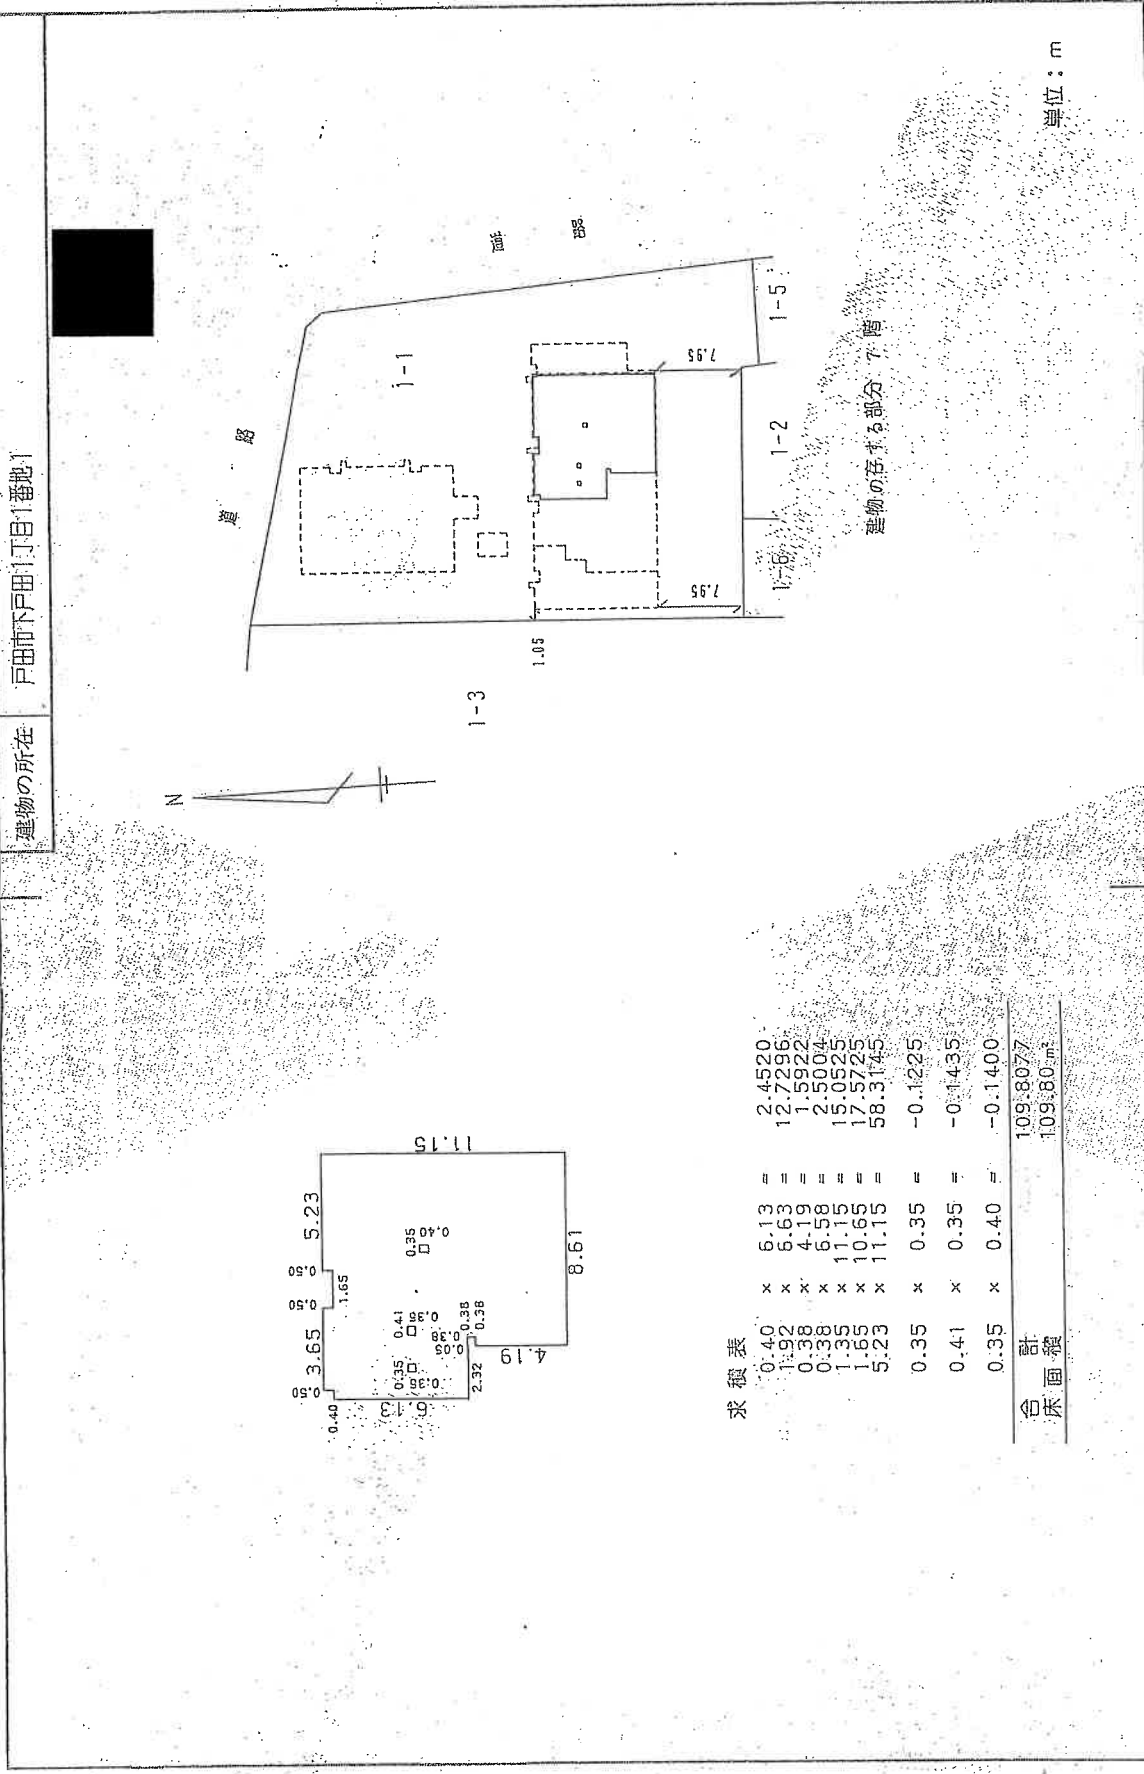 建物の所在 戸田市下戸田1丁目1番地1
N
道路
道路
1-1
1-3
1-2
1-5
1-6
1.05
7.95
7.95
建物の存する部分 7 階
単位：m
0.50
3.65
0.50
0.50
5.23
1.65
0.40
6.13
11.15
0.35
0.35
0.41
0.35
0.35
0.40
0.05
0.38
0.38
0.38
2.32
4.19
8.61
求積表
0.40 × 6.13 = 2.4520
1.92 × 6.63 = 12.7296
0.38 × 4.19 = 1.5922
0.38 × 6.58 = 2.5004
1.35 × 11.15 = 15.0525
1.65 × 10.65 = 17.5725
5.23 × 11.15 = 58.3145
0.35 × 0.35 = -0.1225
0.41 × 0.35 = -0.1435
0.35 × 0.40 = -0.1400
合計 109.8077
床面積 109.80㎡